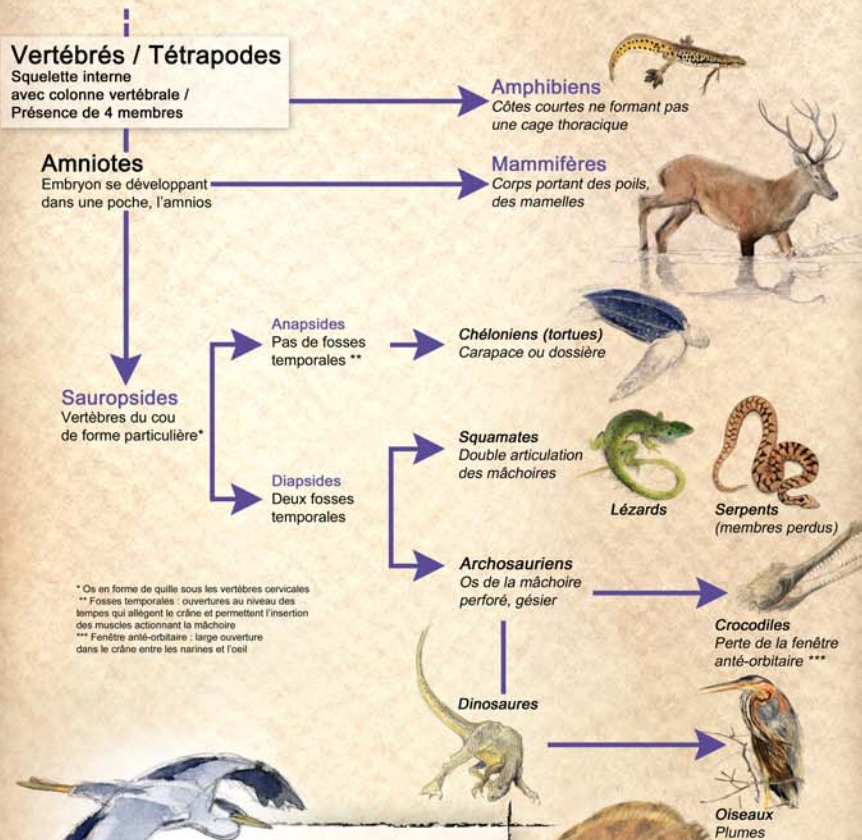 Vertébrés / Tétrapodes
Squelette interne
avec colonne vertébrale /
Présence de 4 membres
Amphibiens
Côtes courtes ne formant pas
une cage thoracique
Amniotes
Embryon se développant
dans une poche, l'amnios
Mammifères
Corps portant des poils,
des mamelles
Sauropsides
Vertèbres du cou
de forme particulière*
Anapsides
Pas de fosses
temporales **
Chéloniens (tortues)
Carapace ou dossière
Diapsides
Deux fosses
temporales
Squamates
Double articulation
des mâchoires
Lézards
Serpents
(membres perdus)
Archosauriens
Os de la mâchoire
perforé, gésier
Crocodiles
Perte de la fenêtre
anté-orbitaire ***
* Os en forme de quille sous les vertèbres cervicales
** Fosses temporales : ouvertures au niveau des
tempes qui allègent le crâne et permettent l'insertion
des muscles actionnant la mâchoire
*** Fenêtre anté-orbitaire : large ouverture
dans le crâne entre les narines et l'oeil
Dinosaures
Oiseaux
Plumes